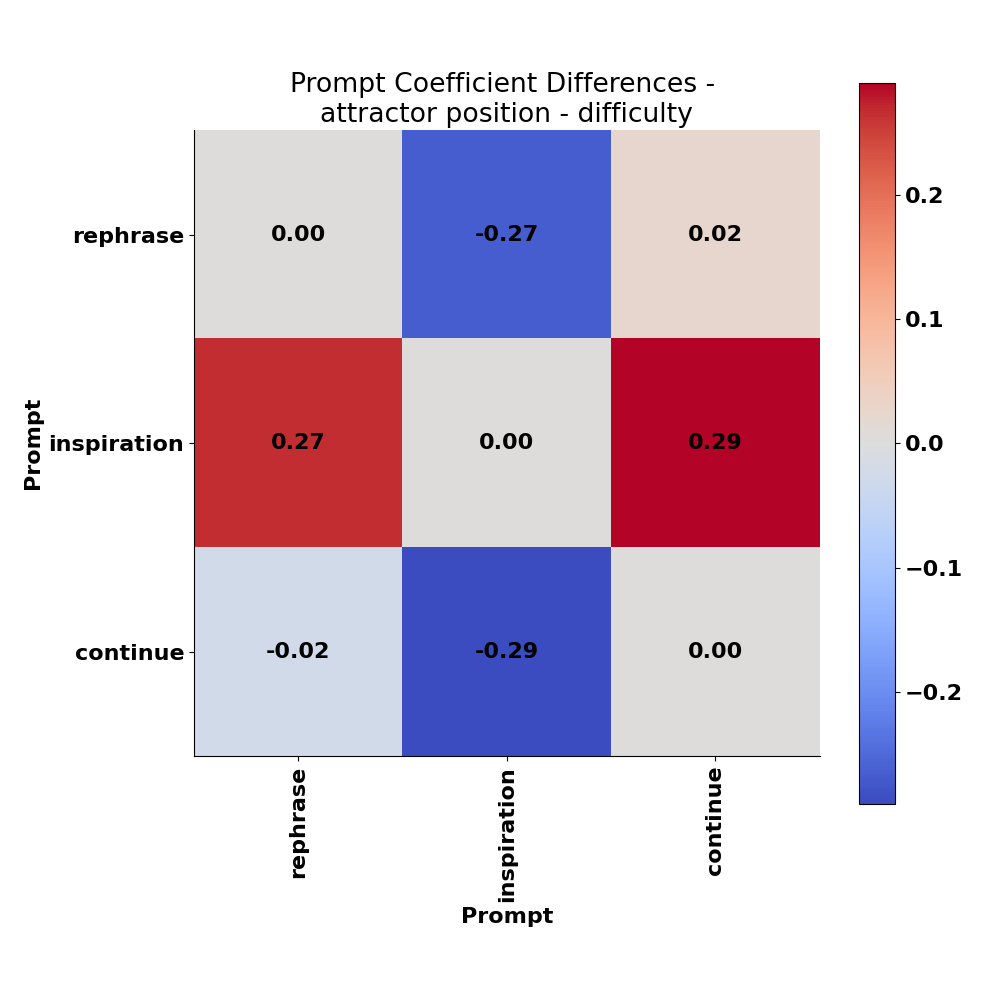 Prompt Coefficient Differences -
attractor position - difficulty
rephrase
0.00
-0.27
0.02
inspiration
0.27
0.00
0.29
continue
-0.02
-0.29
0.00
Prompt
rephrase
inspiration
continue
Prompt
0.2
0.1
0.0
−0.1
−0.2